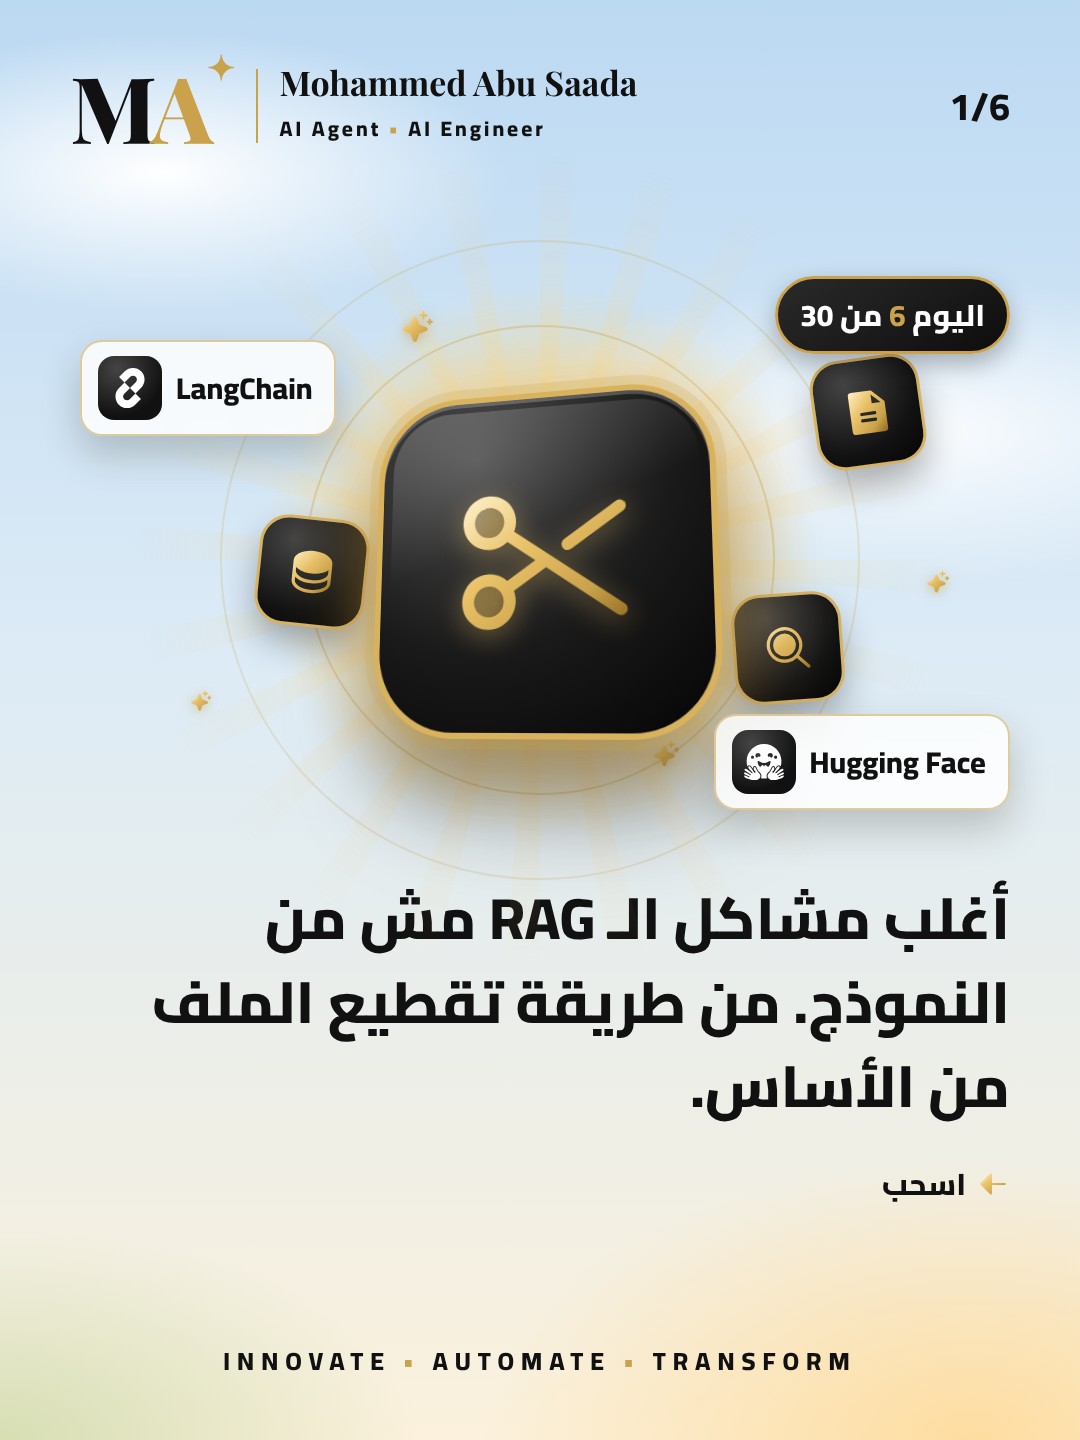 MA
Mohammed Abu Saada
AI Agent ▪ AI Engineer
1/6
اليوم 6 من 30
LangChain
Hugging Face
أغلب مشاكل الـ RAG مش من
النموذج. من طريقة تقطيع الملف
من الأساس.
← اسحب
INNOVATE ▪ AUTOMATE ▪ TRANSFORM